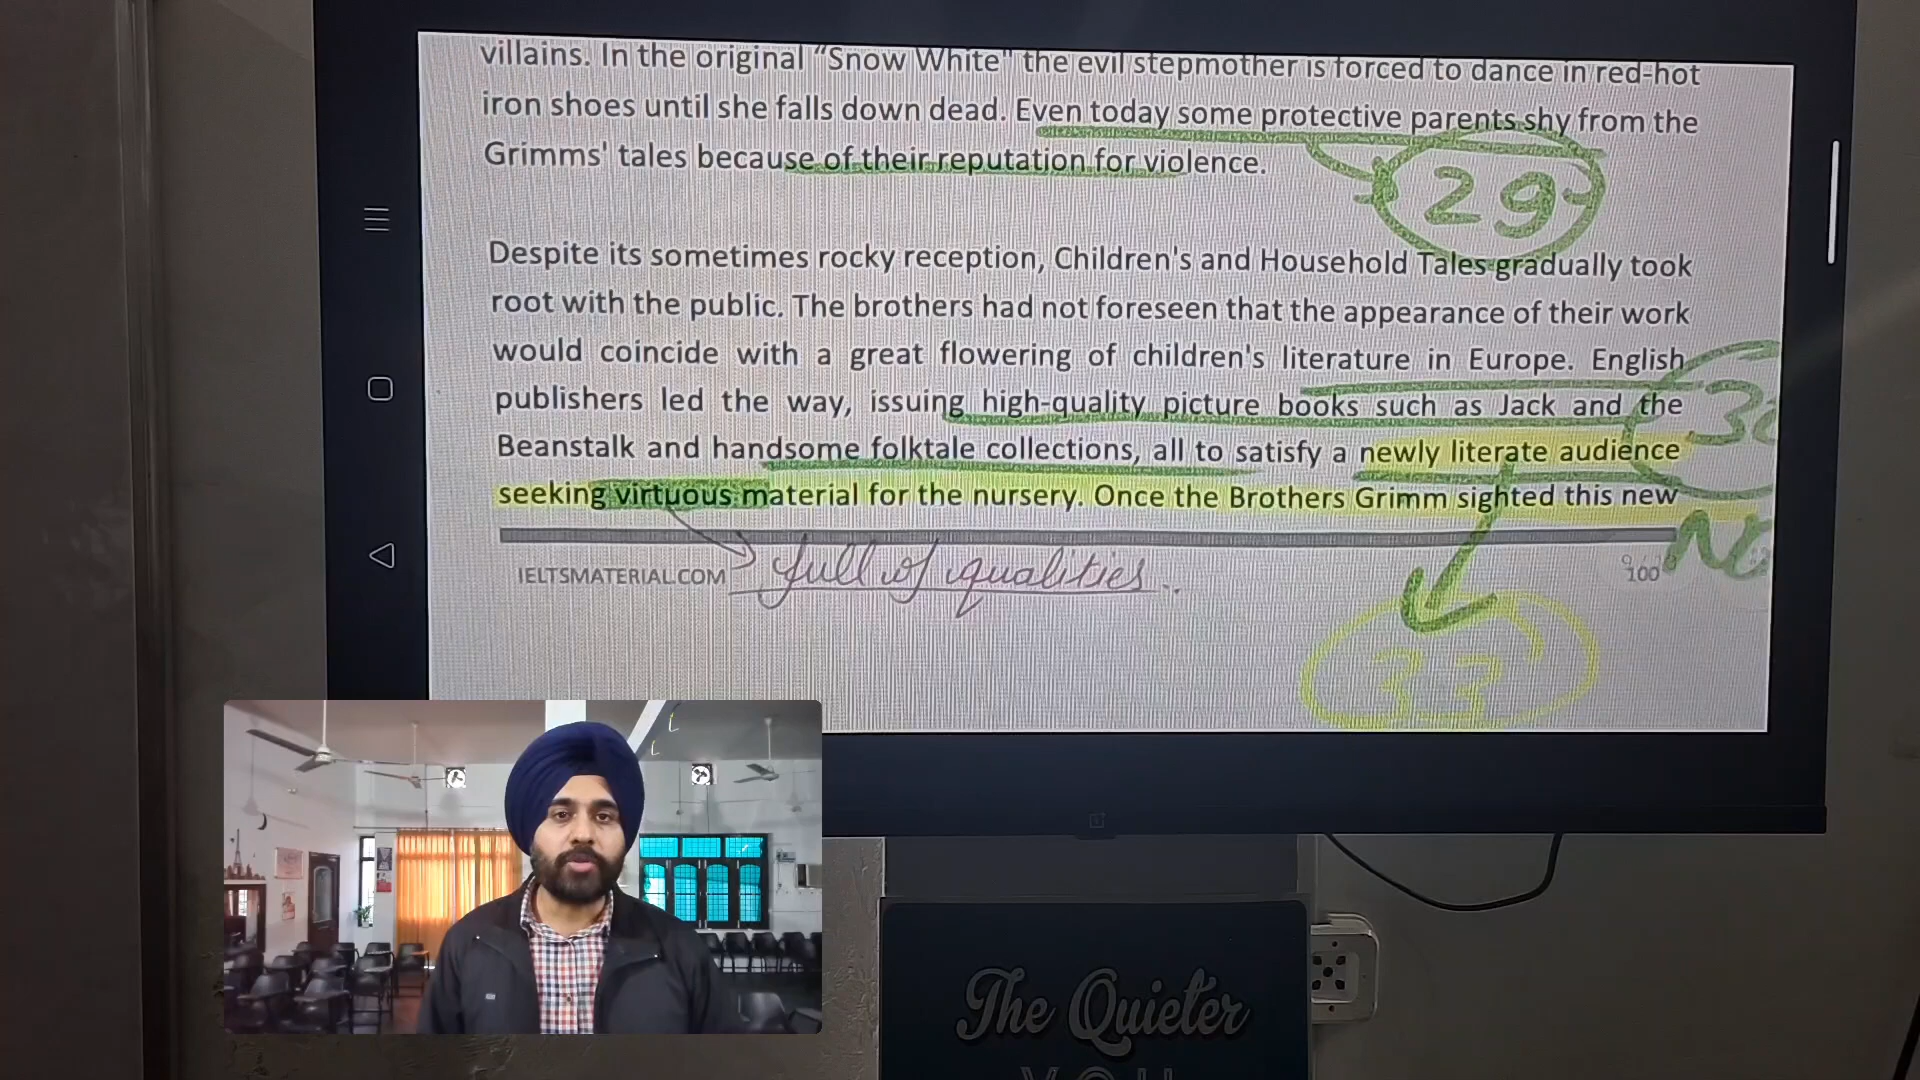 villains. In the original “Snow White" the evil stepmother is forced to dance in red-hot
iron shoes until she falls down dead. Even today some protective parents shy from the
Grimms' tales because of their reputation for violence.
29
Despite its sometimes rocky reception, Children's and Household Tales gradually took
root with the public. The brothers had not foreseen that the appearance of their work
would coincide with a great flowering of children's literature in Europe. English
publishers led the way, issuing high-quality picture books such as Jack and the
30
Beanstalk and handsome folktale collections, all to satisfy a newly literate audience
seeking virtuous material for the nursery. Once the Brothers Grimm sighted this new
IELTSMATERIAL.COM
full of qualities..
100
33
The Quieter
YOU